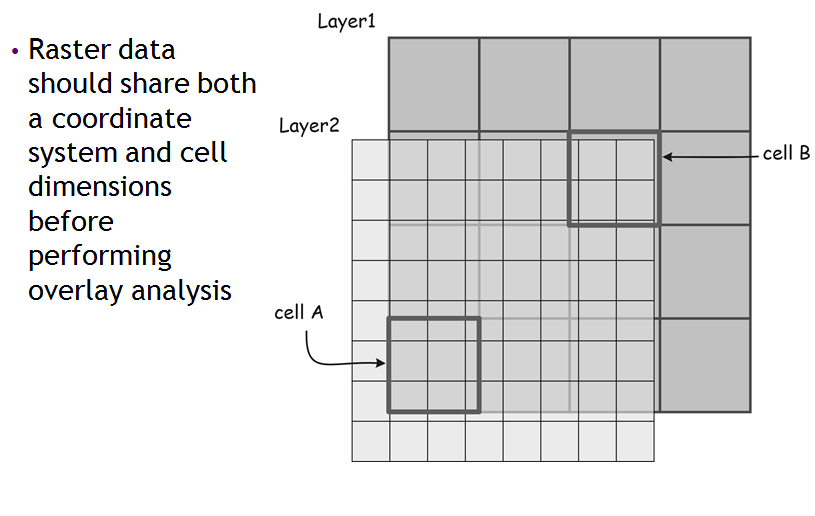 • Raster data
should share both
a coordinate
system and cell
dimensions
before
performing
overlay analysis
Layer1
Layer2
cell B
cell A